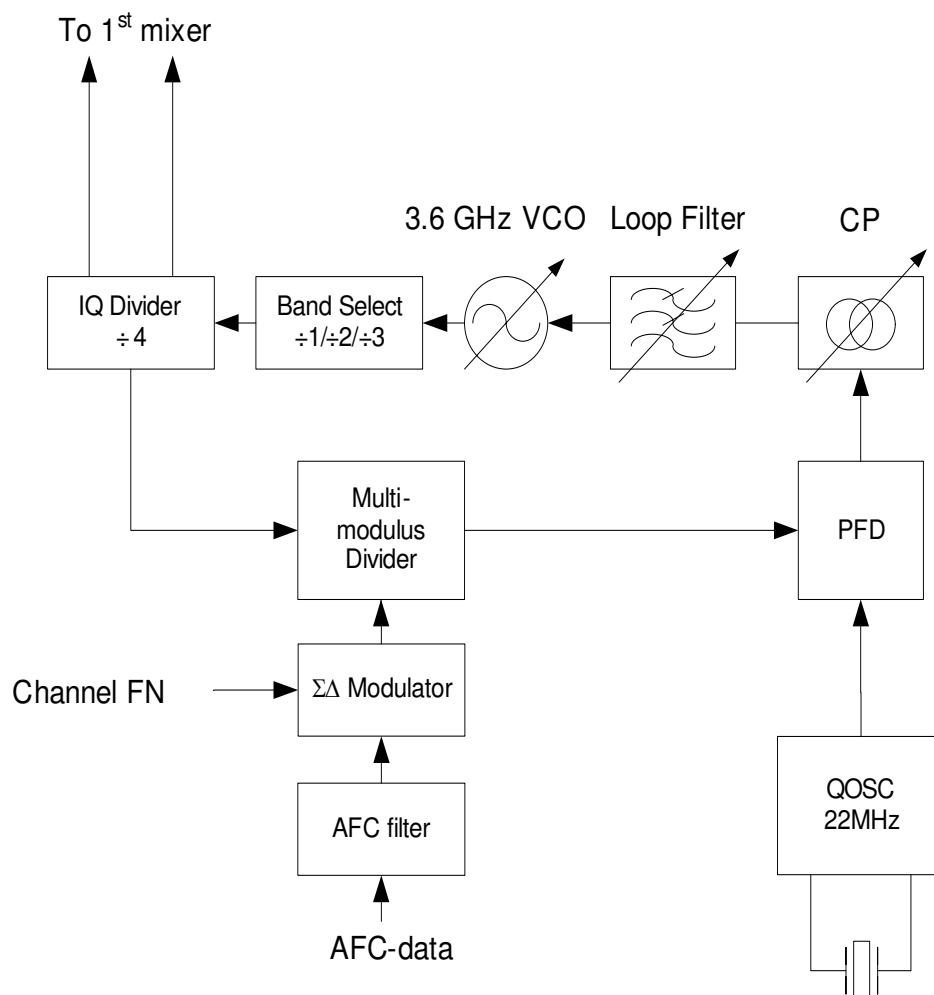 To 1st mixer
3.6 GHz VCO
Loop Filter
CP
IQ Divider
÷ 4
Band Select
÷1/÷2/÷3
Multi-
modulus
Divider
PFD
Channel FN
ΣΔ Modulator
QOSC
22MHz
AFC filter
AFC-data